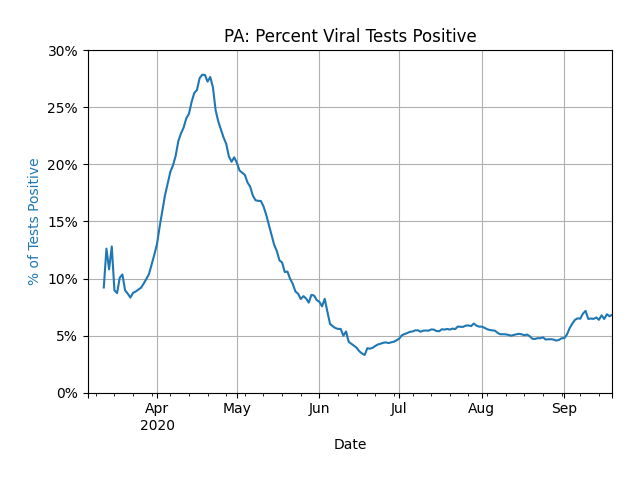 PA: Percent Viral Tests Positive
30%
25%
20%
15%
10%
5%
0%
% of Tests Positive
Apr May Jun Jul Aug Sep
2020
Date